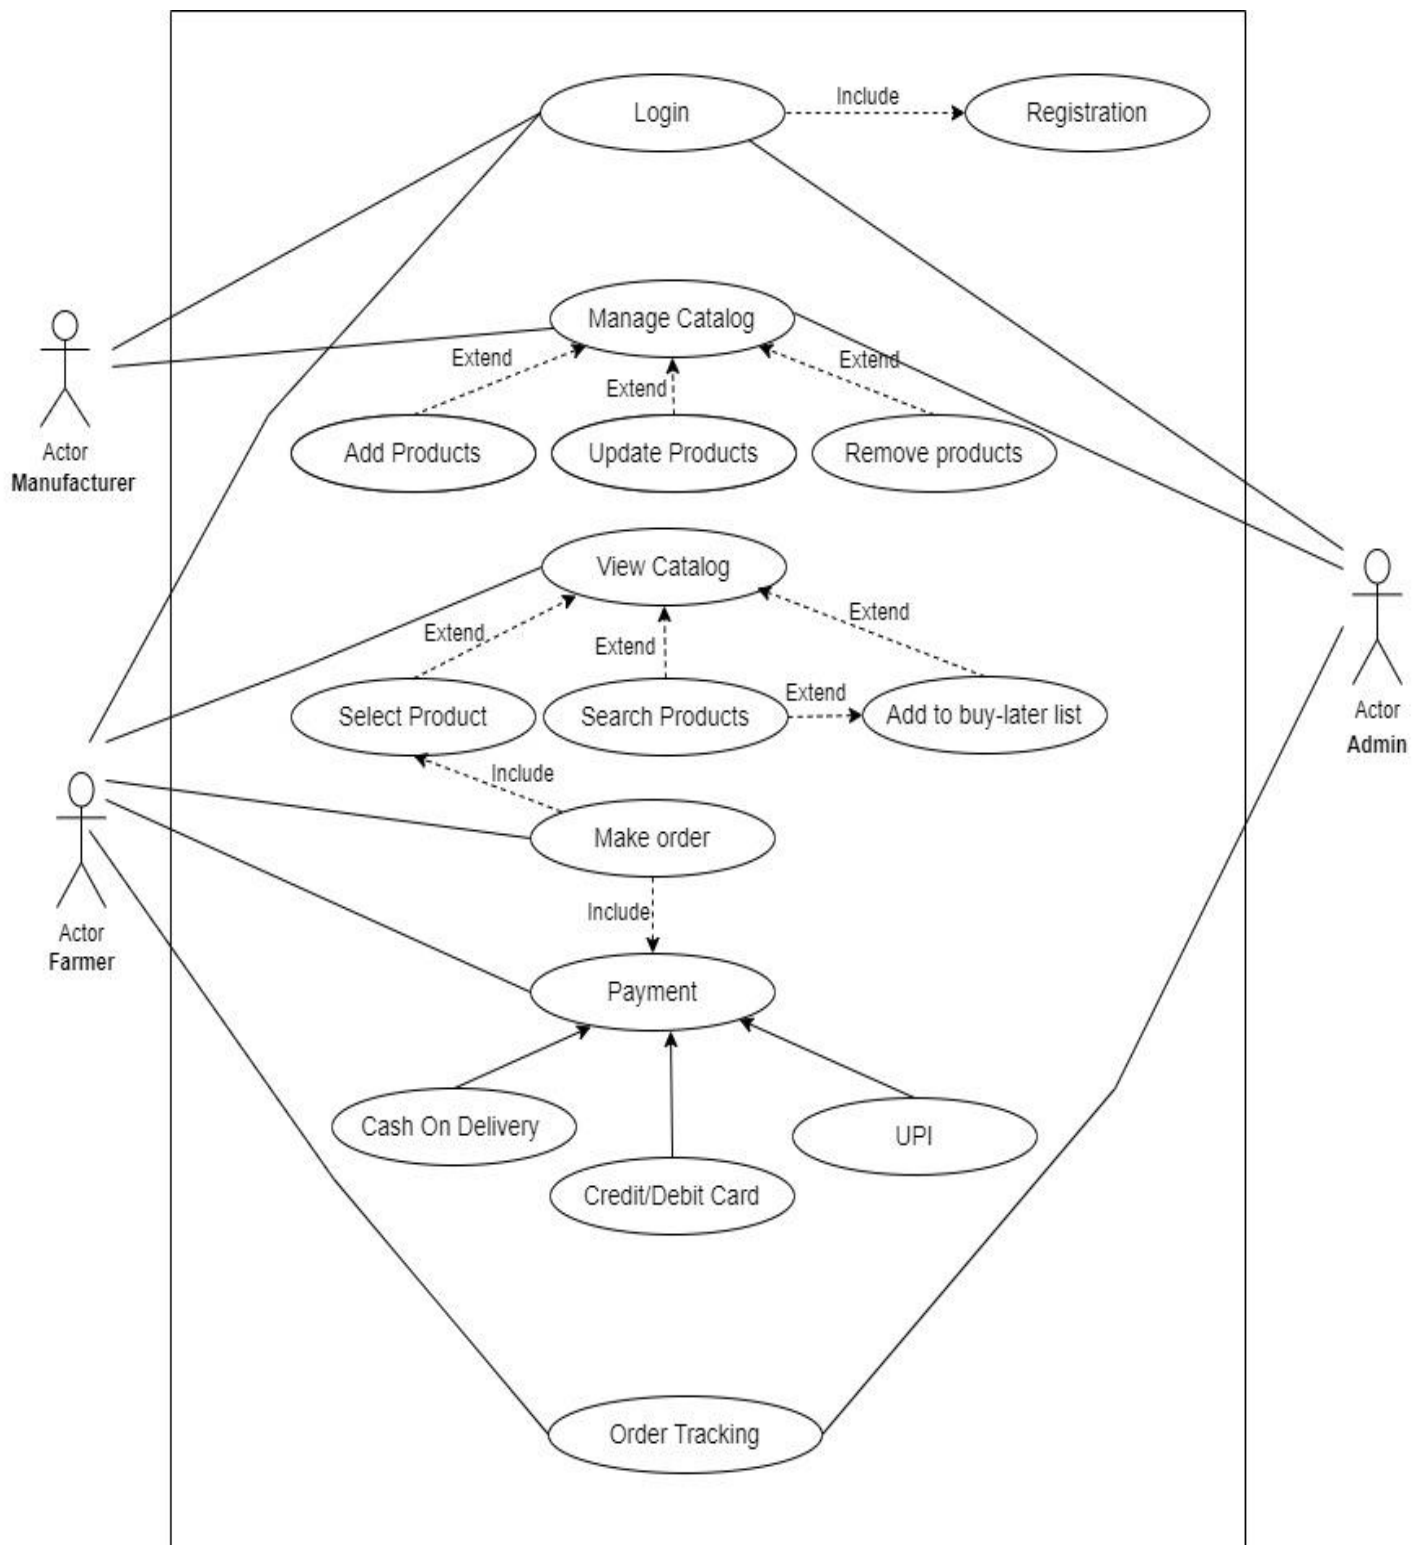 Login
Include
Registration
Manage Catalog
Extend
Extend
Extend
Add Products
Update Products
Remove products
Actor
Manufacturer
View Catalog
Extend
Extend
Extend
Select Product
Search Products
Extend
Add to buy-later list
Actor
Admin
Include
Make order
Actor
Farmer
Include
Payment
Cash On Delivery
UPI
Credit/Debit Card
Order Tracking